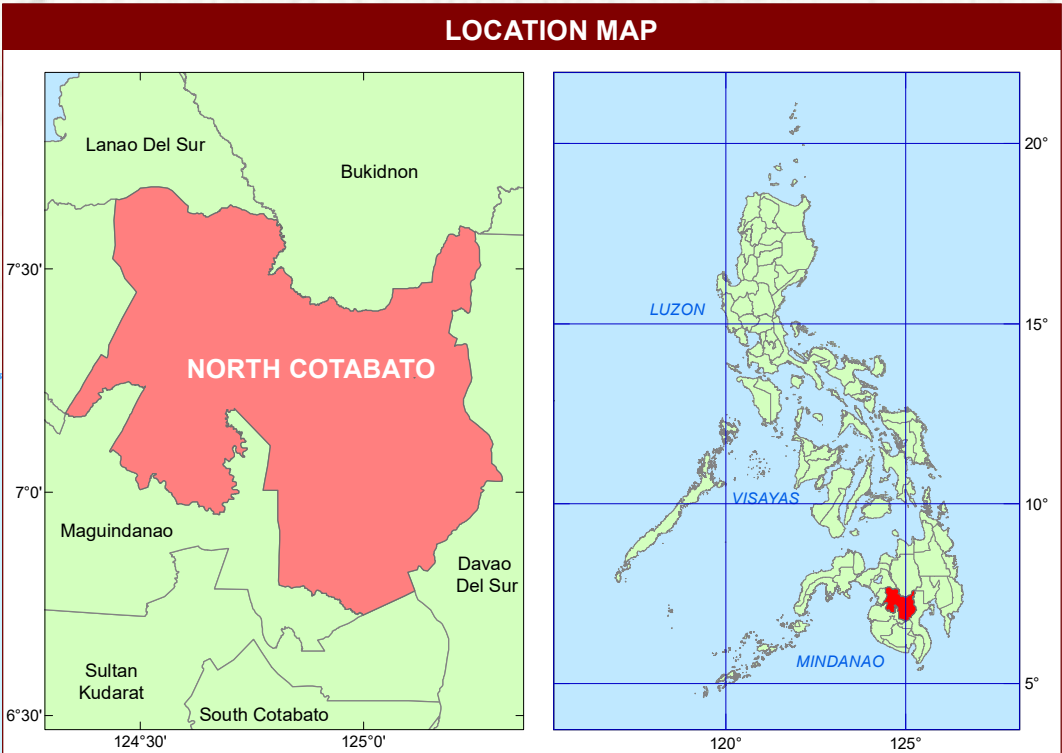 LOCATION MAP
Lanao Del Sur
Bukidnon
7°30'
NORTH COTABATO
7°0'
Maguindanao
Davao
Del Sur
Sultan
Kudarat
South Cotabato
6°30'
124°30'
125°0'
20°
LUZON
15°
VISAYAS
10°
MINDANAO
5°
120°
125°